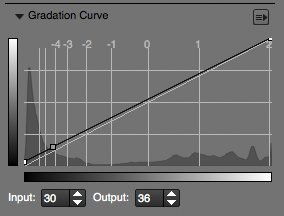 Gradation Curve
-4 -3 -2 -1 0 1 2
Input: 30 Output: 36